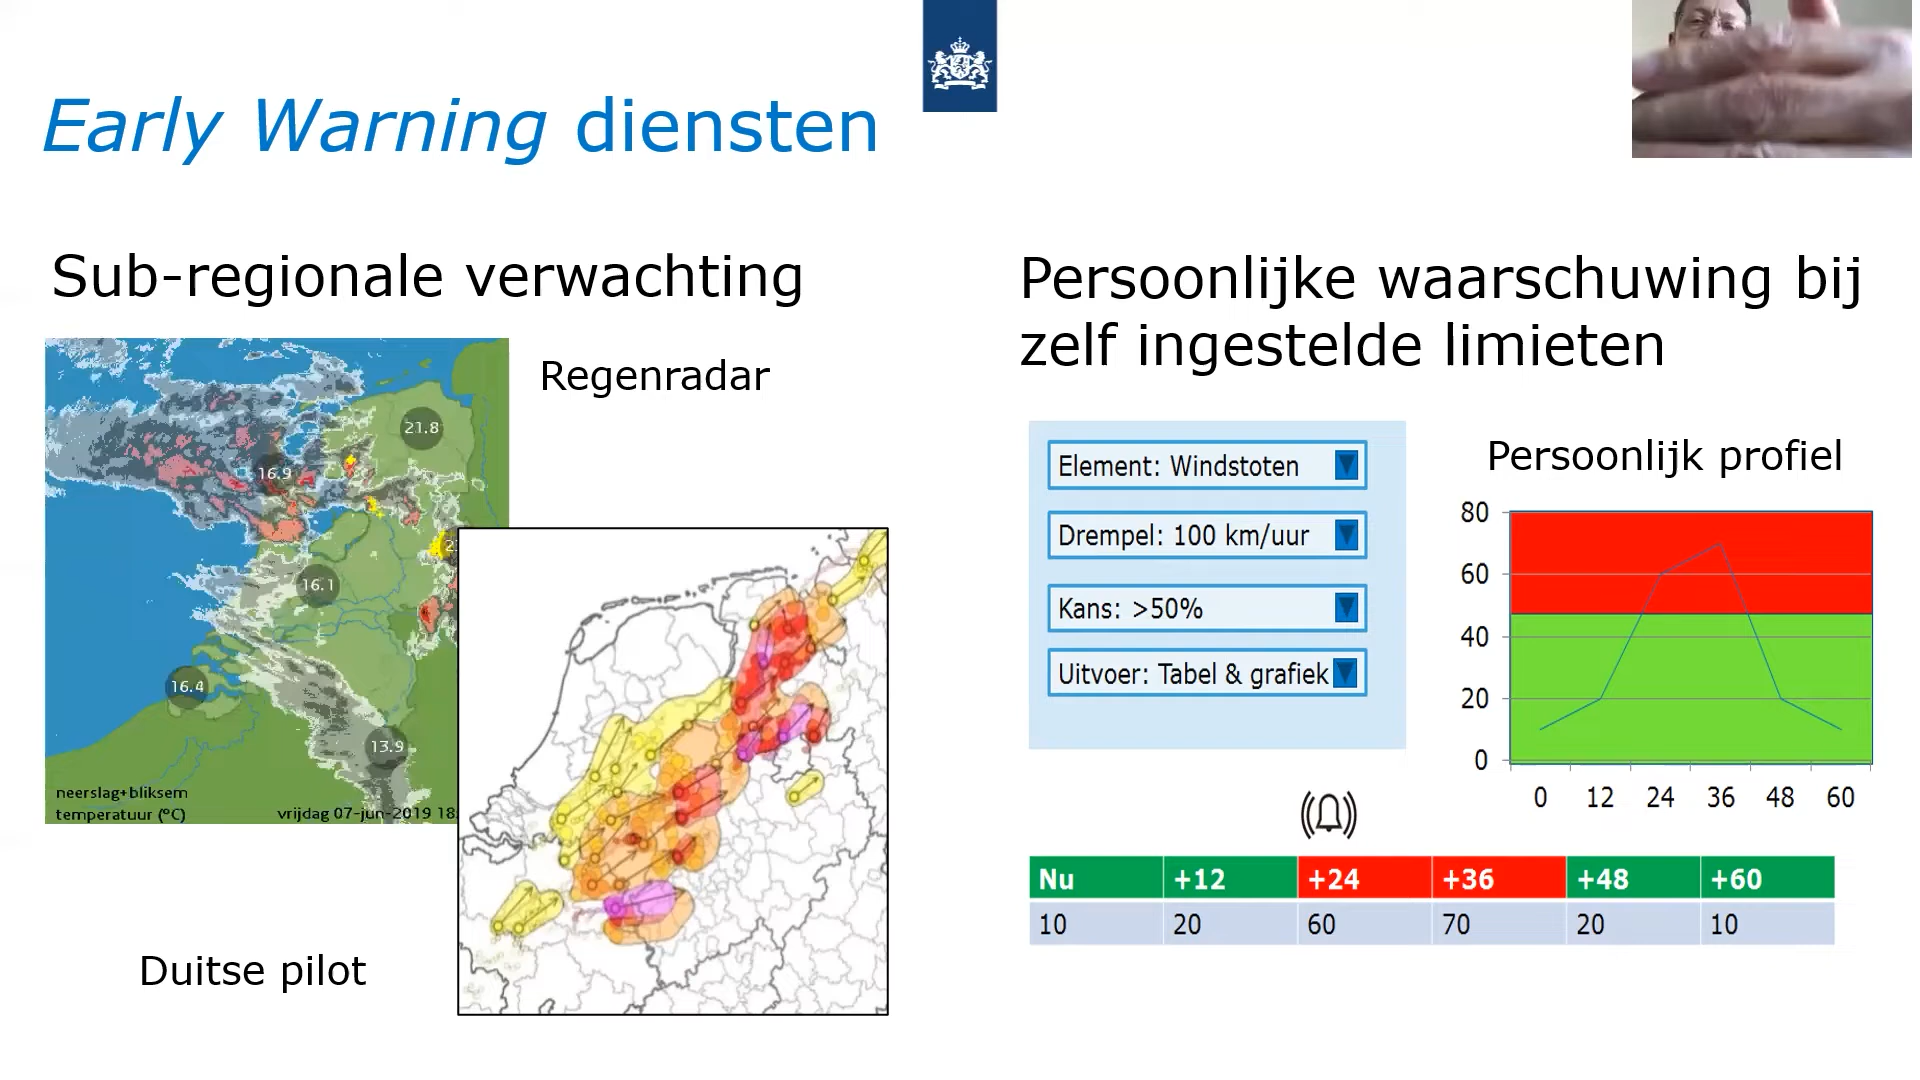 Early Warning diensten
Sub-regionale verwachting
Regenradar
21.8
16.9
16.1
16.4
13.9
neerslag+bliksem
temperatuur (°C)
vrijdag 07-jun-2019 18
Duitse pilot
Persoonlijke waarschuwing bij
zelf ingestelde limieten
Element: Windstoten
Drempel: 100 km/uur
Kans: >50%
Uitvoer: Tabel & grafiek
Persoonlijk profiel
80
60
40
20
0
0 12 24 36 48 60
Nu +12 +24 +36 +48 +60
10 20 60 70 20 10